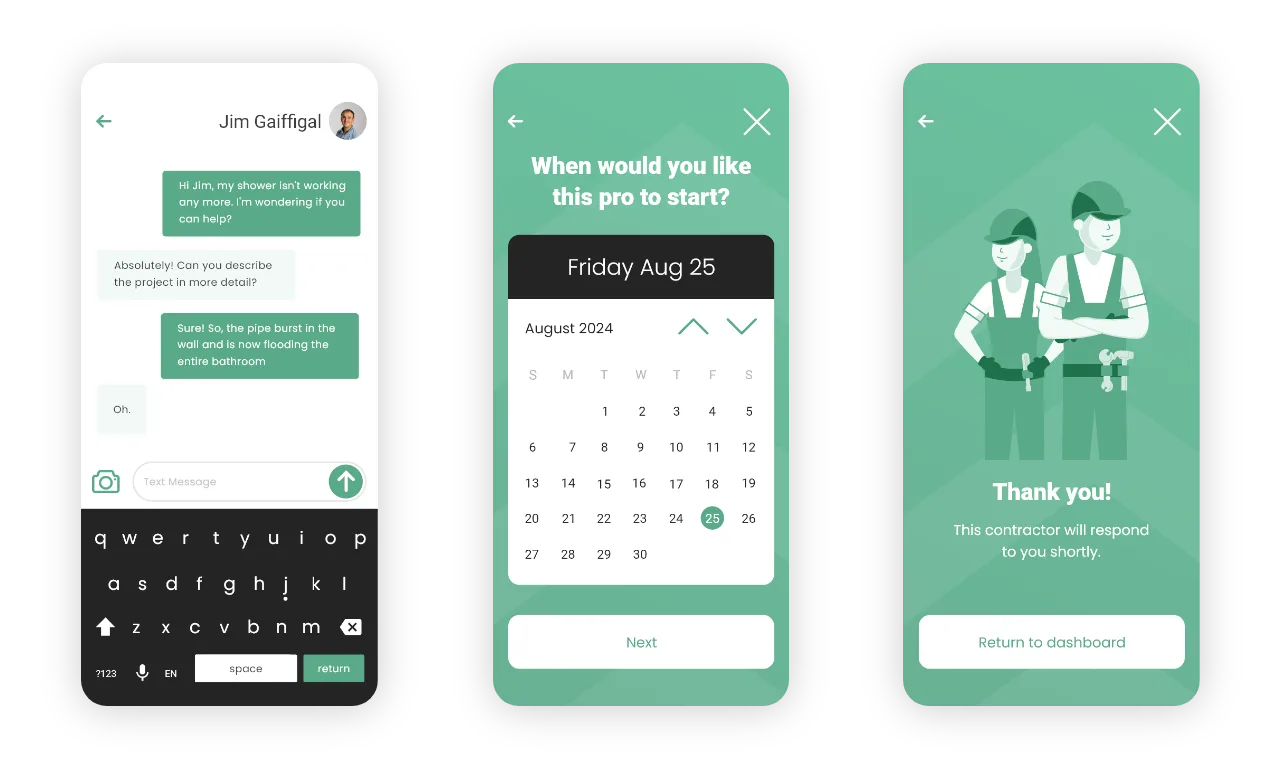 Jim Gaiffigal
Hi Jim, my shower isn't working
any more. I'm wondering if you
can help?
Absolutely! Can you describe
the project in more detail?
Sure! So, the pipe burst in the
wall and is now flooding the
entire bathroom
Oh.
Text Message
q w e r t y u i o p
a s d f g h j k l
z x c v b n m
?123 EN space return
When would you like
this pro to start?
Friday Aug 25
August 2024
S M T W T F S
1 2 3 4 5
6 7 8 9 10 11 12
13 14 15 16 17 18 19
20 21 22 23 24 25 26
27 28 29 30
Next
Thank you!
This contractor will respond
to you shortly.
Return to dashboard